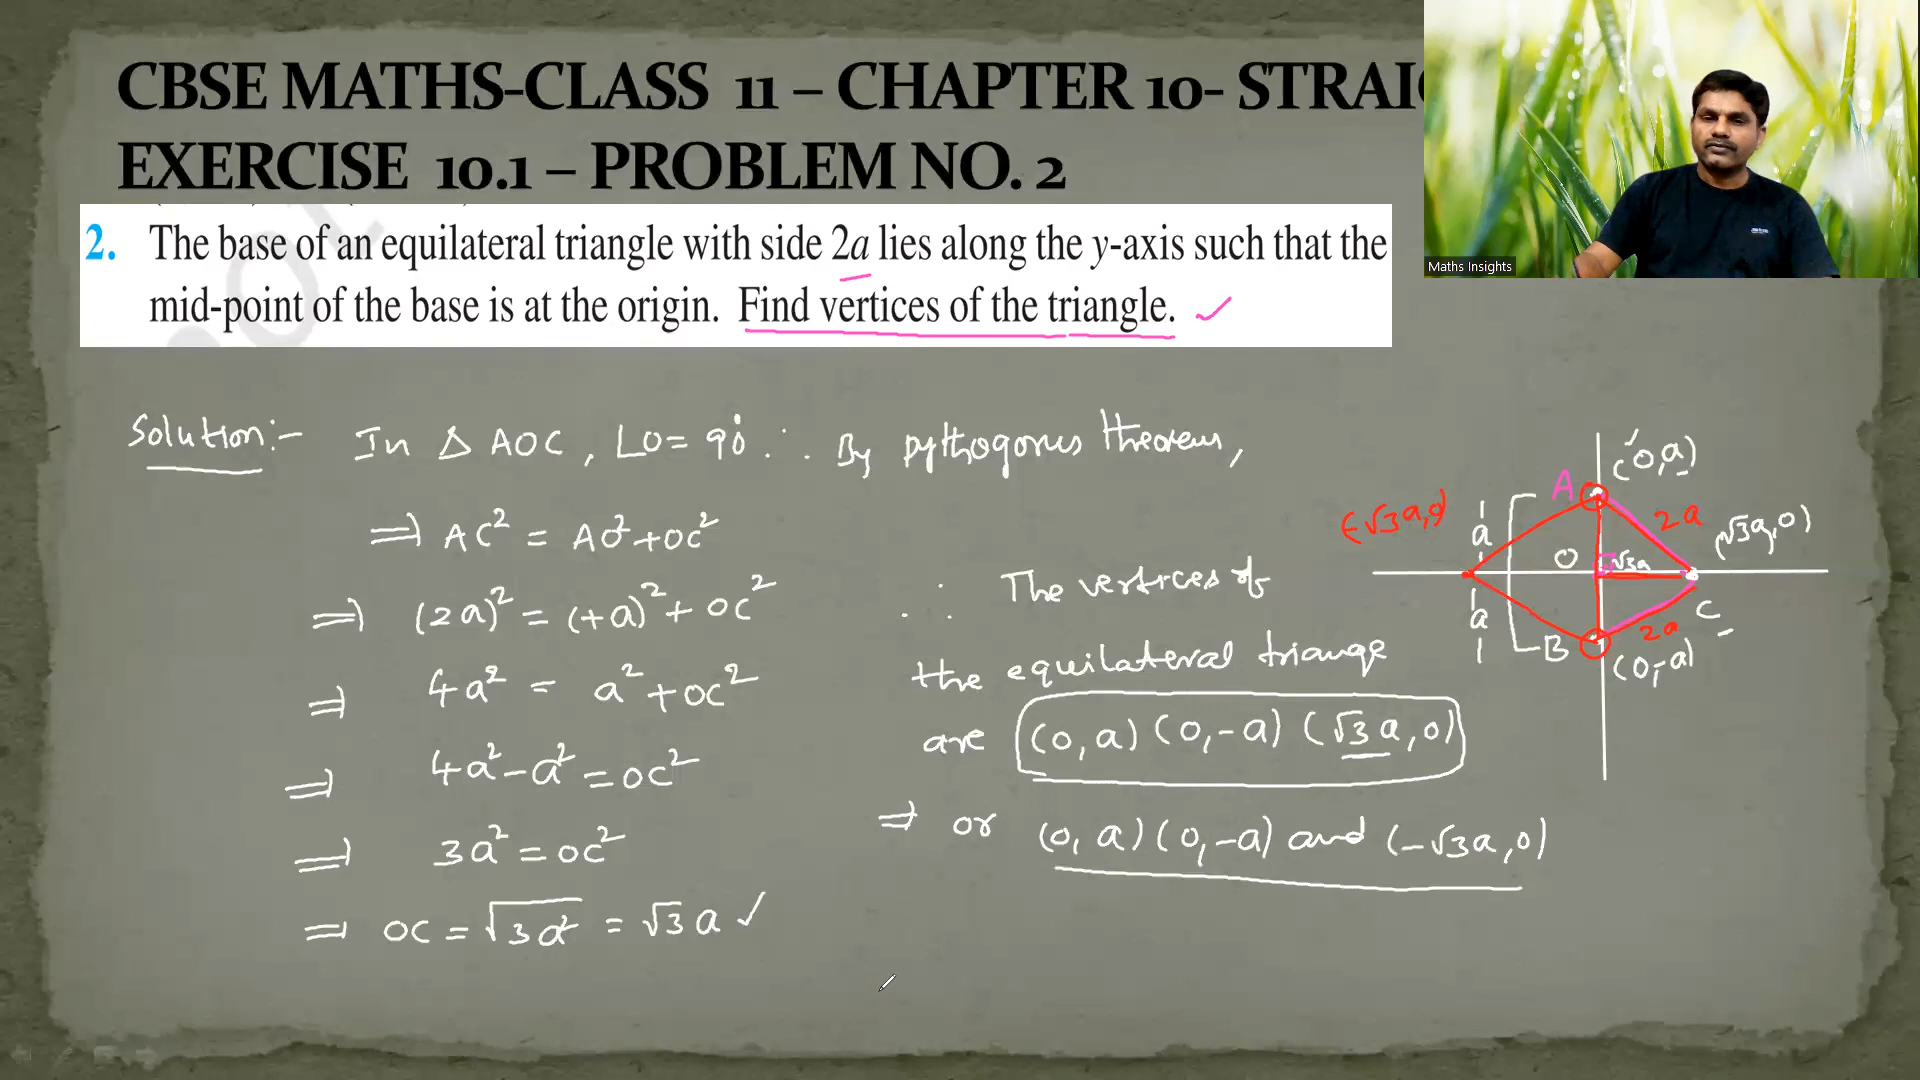 CBSE MATHS-CLASS 11 – CHAPTER 10- STRAIG
EXERCISE 10.1 – PROBLEM NO. 2
Maths Insights
2. The base of an equilateral triangle with side 2a lies along the y-axis such that the
mid-point of the base is at the origin. Find vertices of the triangle. ✓
Solution:- In Δ AOC, LO = 90° ∴ By pythogorus theorem,
⇒ AC² = AO² + OC²
⇒ (2a)² = (+a)² + OC²
⇒ 4a² = a² + OC²
⇒ 4a² – a² = OC²
⇒ 3a² = OC²
⇒ OC = √3a² = √3 a ✓
∴ The vertices of
the equilateral triange
are (0, a) (0, -a) (√3 a, 0)
⇒ or (0, a) (0, -a) and (-√3a, 0)
(0, a)
A
(-√3a, 0)
a
2a
(√3a, 0)
O
√3a
a
C
B
2a
(0, -a)